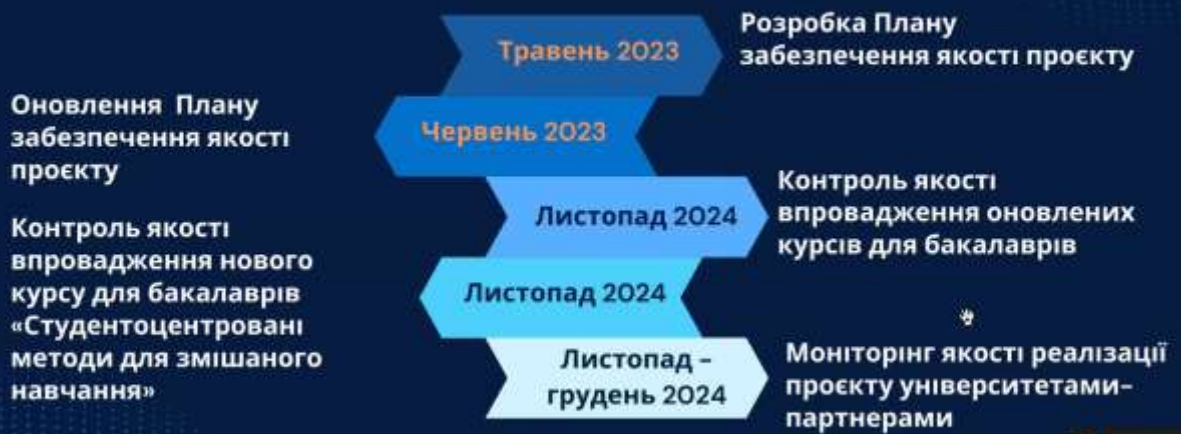 Травень 2023
Розробка Плану
забезпечення якості проєкту
Оновлення Плану
забезпечення якості
проєкту
Червень 2023
Листопад 2024
Контроль якості
впровадження оновлених
курсів для бакалаврів
Контроль якості
впровадження нового
курсу для бакалаврів
«Студентоцентровані
методи для змішаного
навчання»
Листопад 2024
Листопад –
грудень 2024
Моніторинг якості реалізації
проєкту університетами–
партнерами